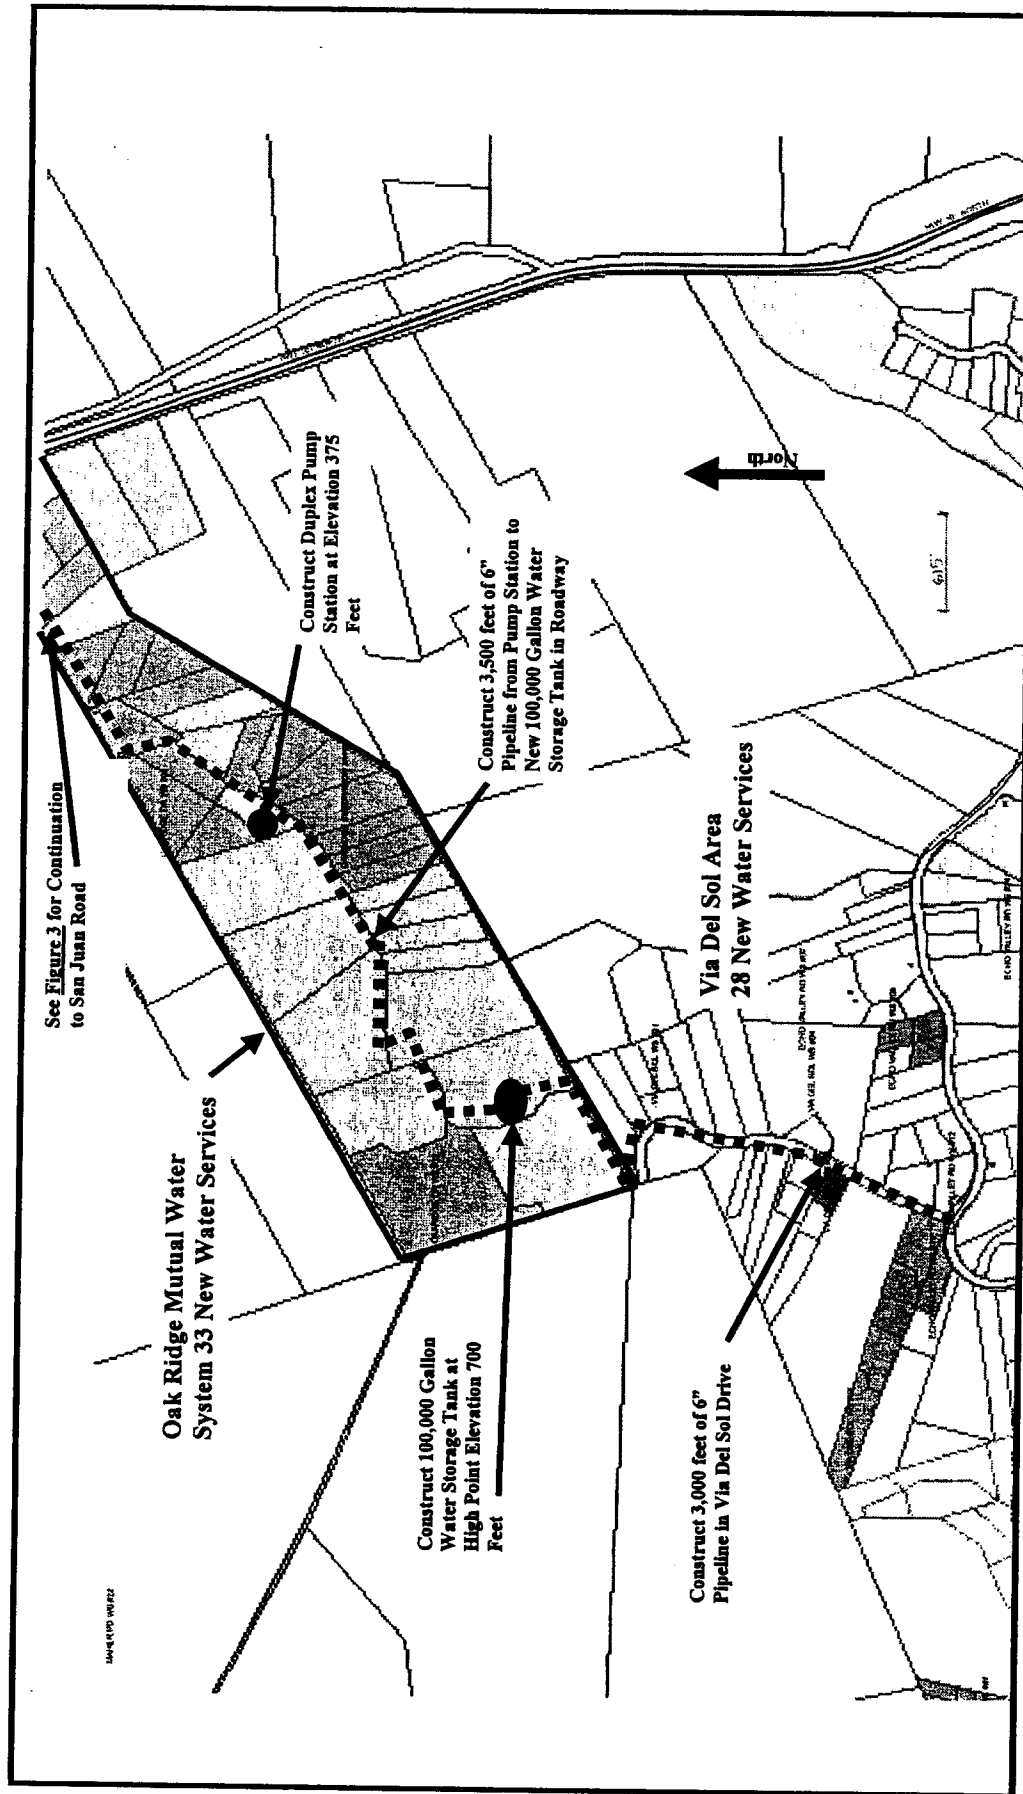 See Figure 3 for Continuation
to San Juan Road
Oak Ridge Mutual Water
System 33 New Water Services
Construct Duplex Pump
Station at Elevation 375
Feet
Construct 3,500 feet of 6”
Pipeline from Pump Station to
New 100,000 Gallon Water
Storage Tank in Roadway
Construct 100,000 Gallon
Water Storage Tank at
High Point Elevation 700
Feet
Via Del Sol Area
28 New Water Services
Construct 3,000 feet of 6”
Pipeline in Via Del Sol Drive
North
615'